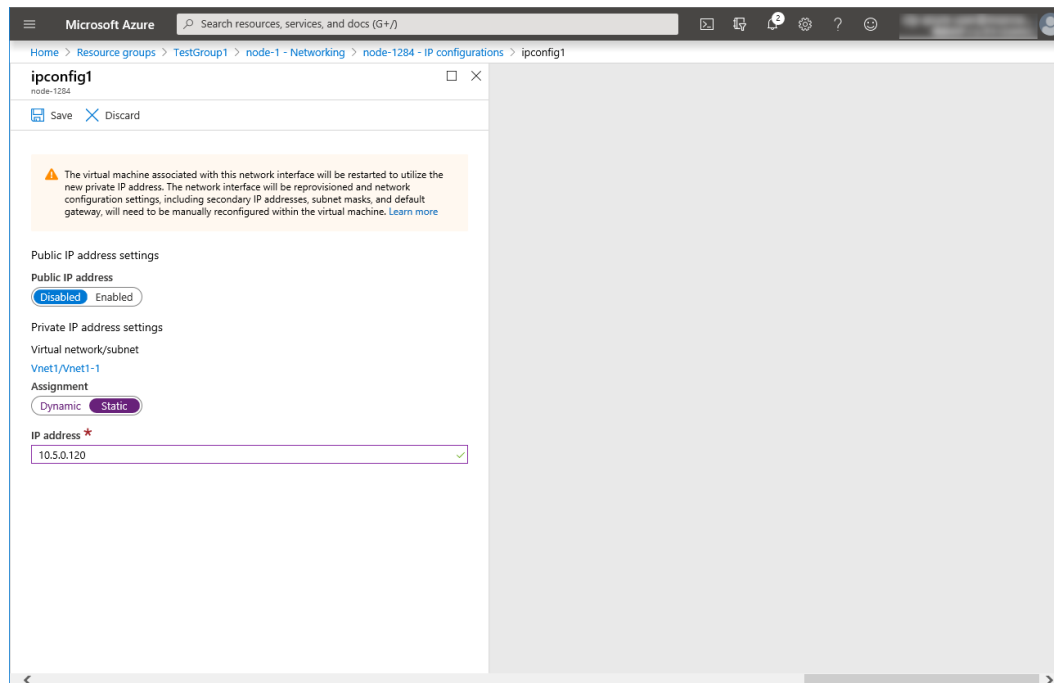 Microsoft Azure
Search resources, services, and docs (G+/)
2
Home > Resource groups > TestGroup1 > node-1 - Networking > node-1284 - IP configurations > ipconfig1
ipconfig1
node-1284
Save Discard
The virtual machine associated with this network interface will be restarted to utilize the
new private IP address. The network interface will be reprovisioned and network
configuration settings, including secondary IP addresses, subnet masks, and default
gateway, will need to be manually reconfigured within the virtual machine. Learn more
Public IP address settings
Public IP address
Disabled Enabled
Private IP address settings
Virtual network/subnet
Vnet1/Vnet1-1
Assignment
Dynamic Static
IP address *
10.5.0.120